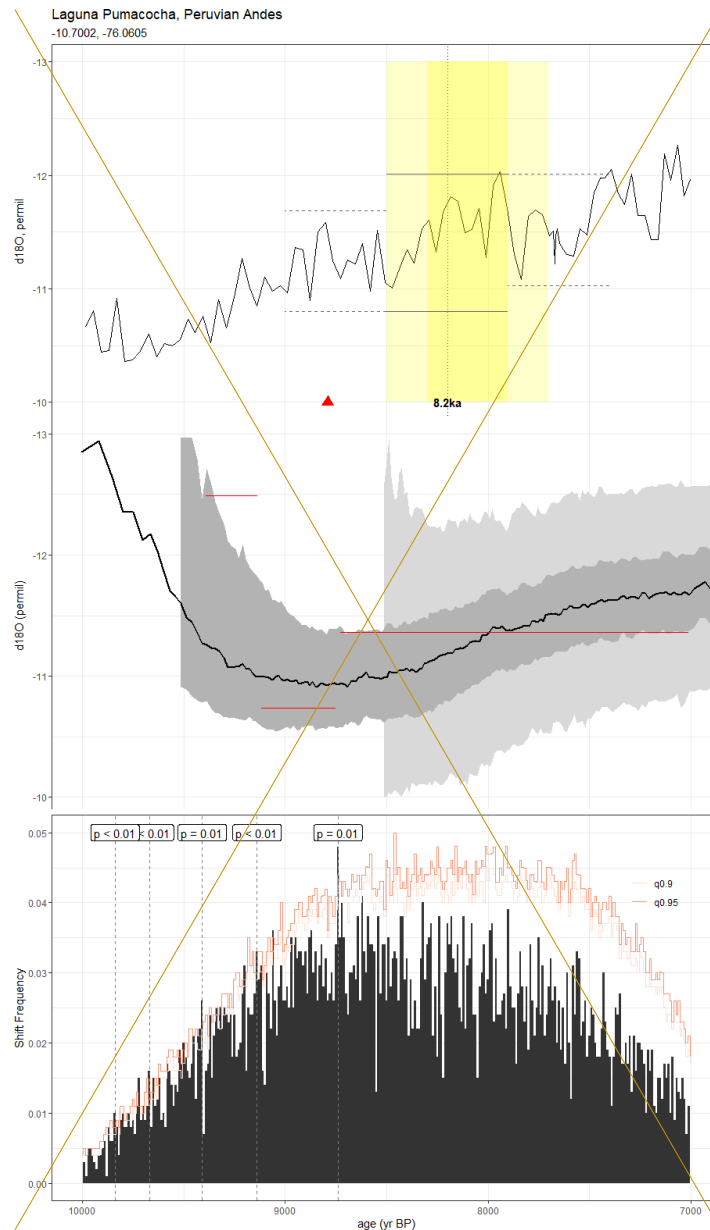 Laguna Pumacocha, Peruvian Andes
-10.7002, -76.0605
-13
-12
-11
-10
d18O, permil
8.2ka
-13
-12
-11
-10
d18O (permil)
p < 0.01
< 0.01
p = 0.01
p < 0.01
p = 0.01
0.05
0.04
0.03
0.02
0.01
0.00
Shift Frequency
q0.9
q0.95
10000
9000
8000
7000
age (yr BP)